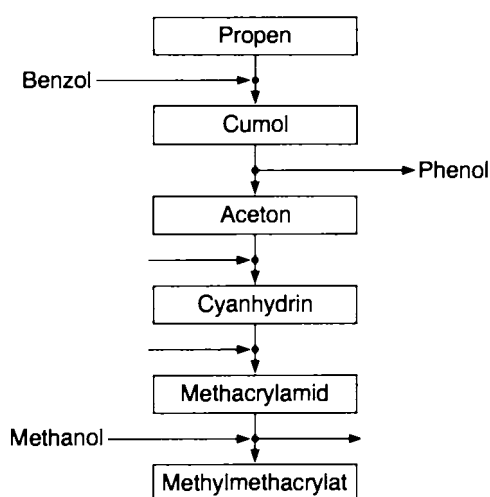 Propen
Benzol
Cumol
Phenol
Aceton
Cyanhydrin
Methacrylamid
Methanol
Methylmethacrylat